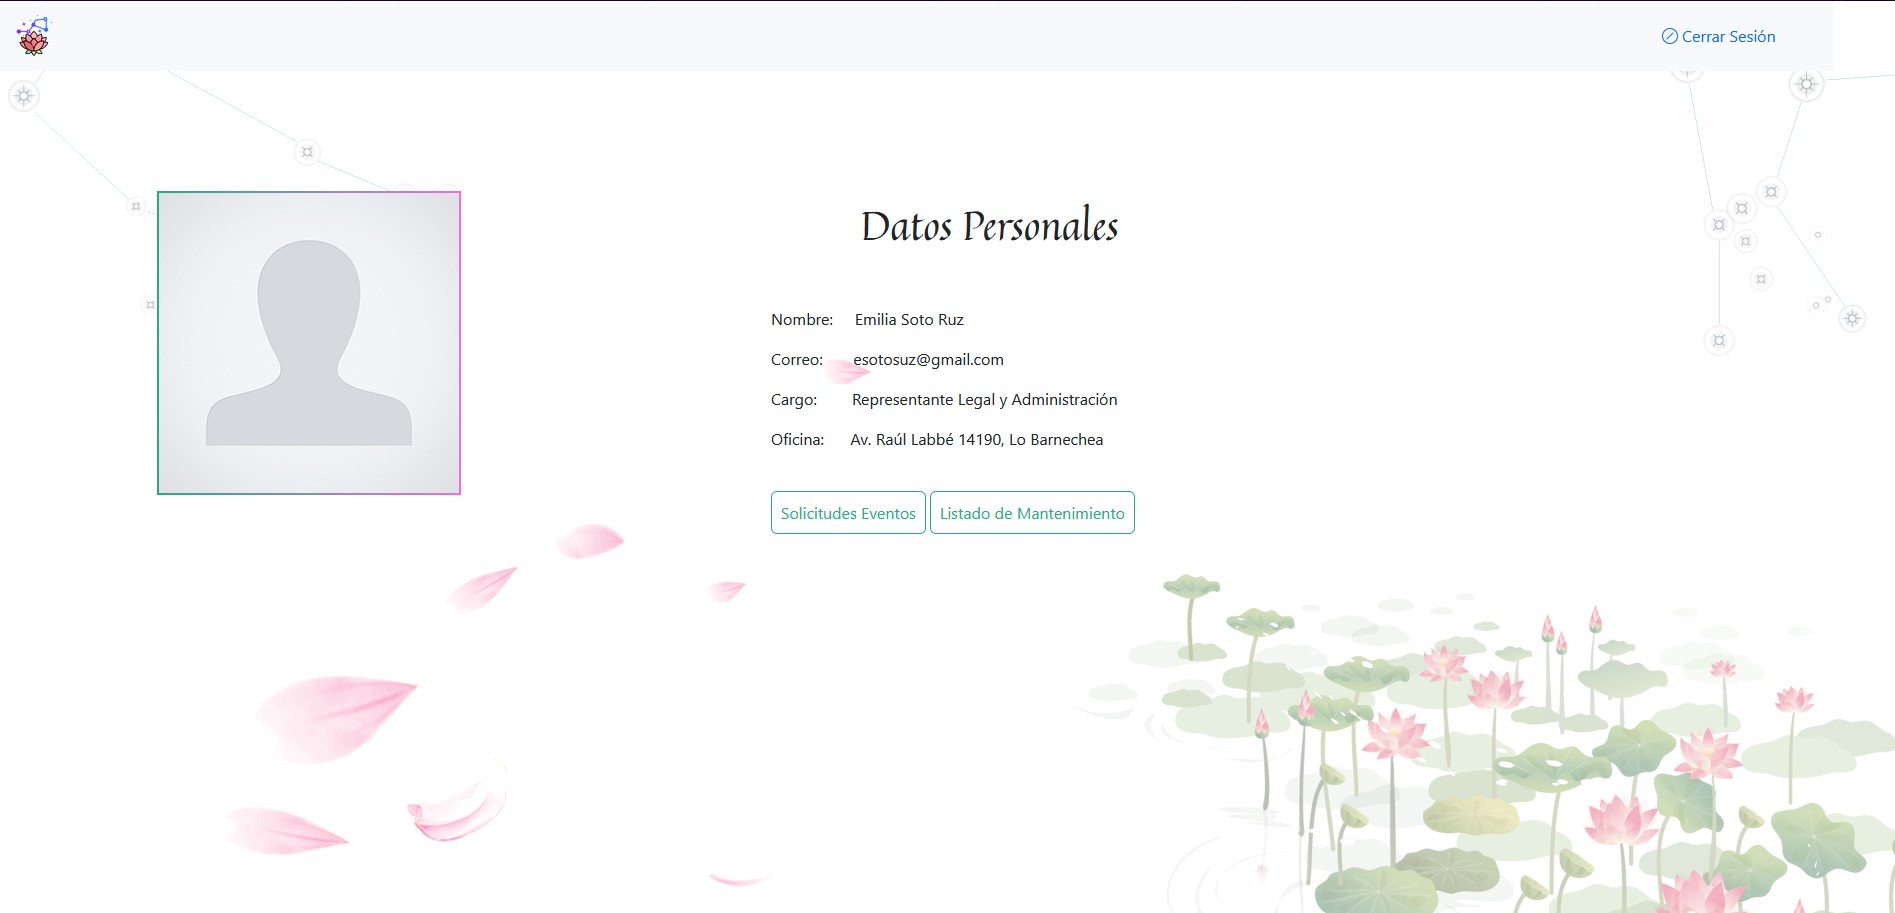 Cerrar Sesión
Datos Personales
Nombre: Emilia Soto Ruz
Correo: esotosuz@gmail.com
Cargo: Representante Legal y Administración
Oficina: Av. Raúl Labbé 14190, Lo Barnechea
Solicitudes Eventos Listado de Mantenimiento